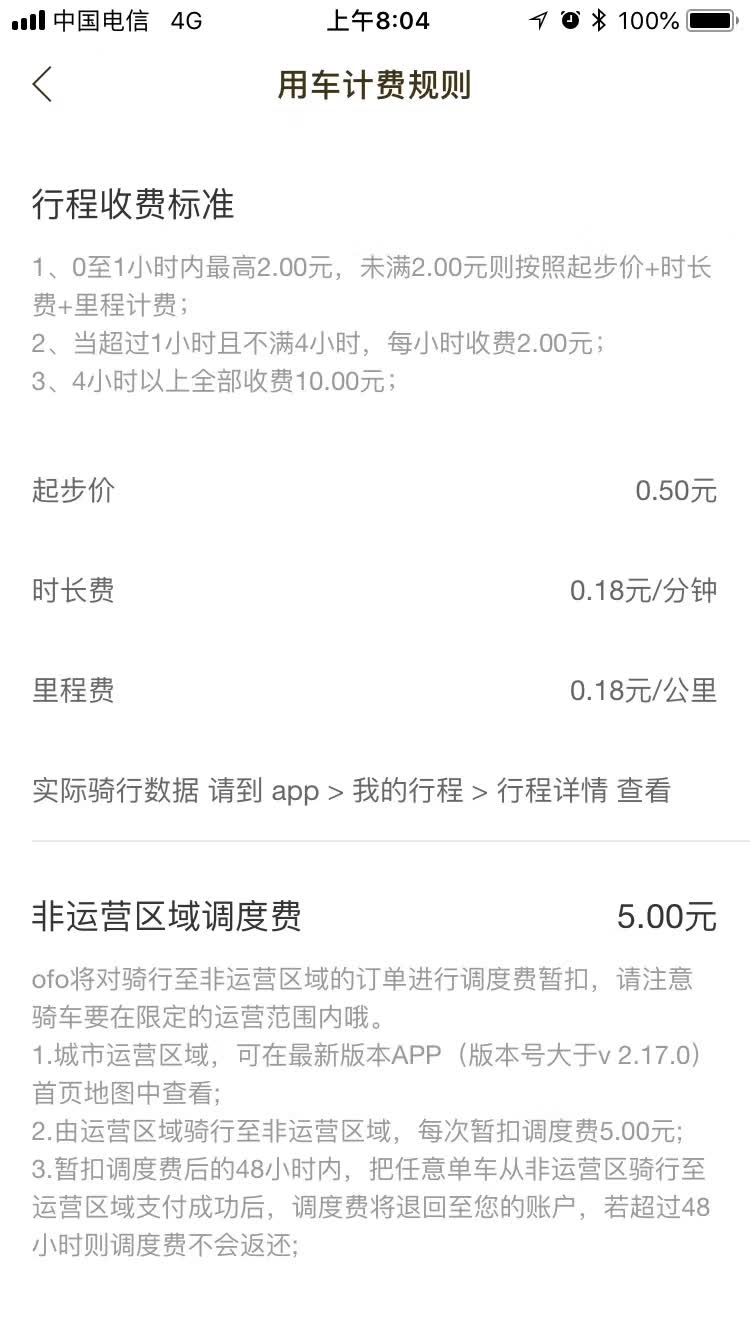 中国电信 4G 上午8:04 100%
用车计费规则
行程收费标准
1、0至1小时内最高2.00元，未满2.00元则按照起步价+时长
费+里程计费；
2、当超过1小时且不满4小时，每小时收费2.00元；
3、4小时以上全部收费10.00元；
起步价 0.50元
时长费 0.18元/分钟
里程费 0.18元/公里
实际骑行数据 请到 app > 我的行程 > 行程详情 查看
非运营区域调度费 5.00元
ofo将对骑行至非运营区域的订单进行调度费暂扣，请注意
骑车要在限定的运营范围内哦。
1.城市运营区域，可在最新版本APP（版本号大于v 2.17.0）
首页地图中查看;
2.由运营区域骑行至非运营区域，每次暂扣调度费5.00元;
3.暂扣调度费后的48小时内，把任意单车从非运营区骑行至
运营区域支付成功后，调度费将退回至您的账户，若超过48
小时则调度费不会返还;